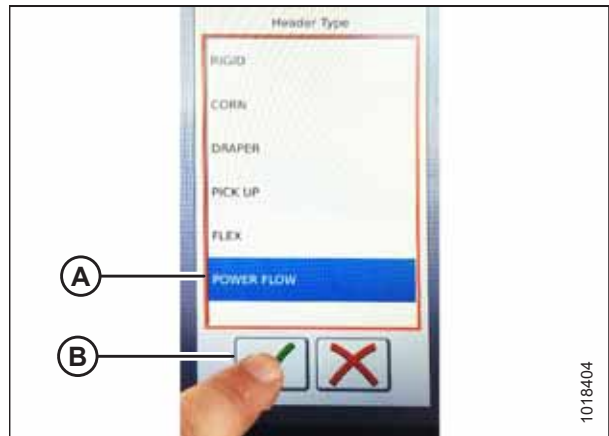 Header Type
RIGID
CORN
DRAPER
PICK UP
FLEX
A
POWER FLOW
B
1018404